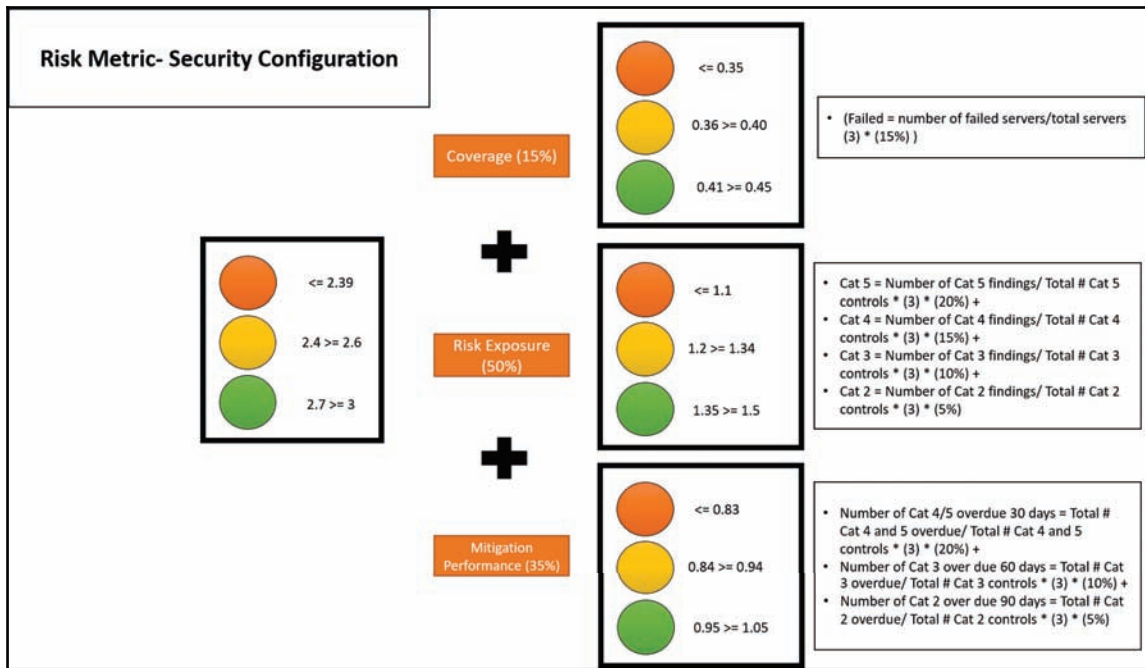 Risk Metric- Security Configuration
<= 0.35
0.36 >= 0.40
0.41 >= 0.45
Coverage (15%)
• (Failed = number of failed servers/total servers
(3) * (15%) )
<= 2.39
2.4 >= 2.6
2.7 >= 3
Risk Exposure
(50%)
<= 1.1
1.2 >= 1.34
1.35 >= 1.5
• Cat 5 = Number of Cat 5 findings/ Total # Cat 5
controls * (3) * (20%) +
• Cat 4 = Number of Cat 4 findings/ Total # Cat 4
controls * (3) * (15%) +
• Cat 3 = Number of Cat 3 findings/ Total # Cat 3
controls * (3) * (10%) +
• Cat 2 = Number of Cat 2 findings/ Total # Cat 2
controls * (3) * (5%)
Mitigation
Performance (35%)
<= 0.83
0.84 >= 0.94
0.95 >= 1.05
• Number of Cat 4/5 overdue 30 days = Total #
Cat 4 and 5 overdue/ Total # Cat 4 and 5
controls * (3) * (20%) +
• Number of Cat 3 over due 60 days = Total # Cat
3 overdue/ Total # Cat 3 controls * (3) * (10%) +
• Number of Cat 2 over due 90 days = Total # Cat
2 overdue/ Total # Cat 2 controls * (3) * (5%)